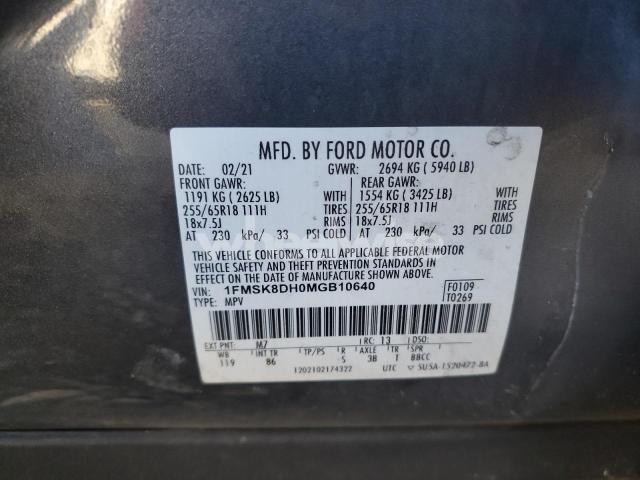 MFD. BY FORD MOTOR CO.
DATE: 02/21 GVWR: 2694 KG ( 5940 LB)
FRONT GAWR: REAR GAWR:
1191 KG ( 2625 LB) WITH 1554 KG ( 3425 LB) WITH
255/65R18 111H TIRES 255/65R18 111H TIRES
18x7.5J RIMS 18x7.5J RIMS
AT 230 kPa/ 33 PSI COLD AT 230 kPa/ 33 PSI COLD
THIS VEHICLE CONFORMS TO ALL APPLICABLE FEDERAL MOTOR
VEHICLE SAFETY AND THEFT PREVENTION STANDARDS IN
EFFECT ON THE DATE OF MANUFACTURE SHOWN ABOVE.
VIN: 1FMSK8DH0MGB10640 F0109
TYPE: MPV T0269
EXT PNT: M7 RC: 13 DSO:
WB INT TR TP/PS R AXLE TR SPR
119 86 S 3B T BBCC
1202102174322 UTC 5U5A-1520472-BA